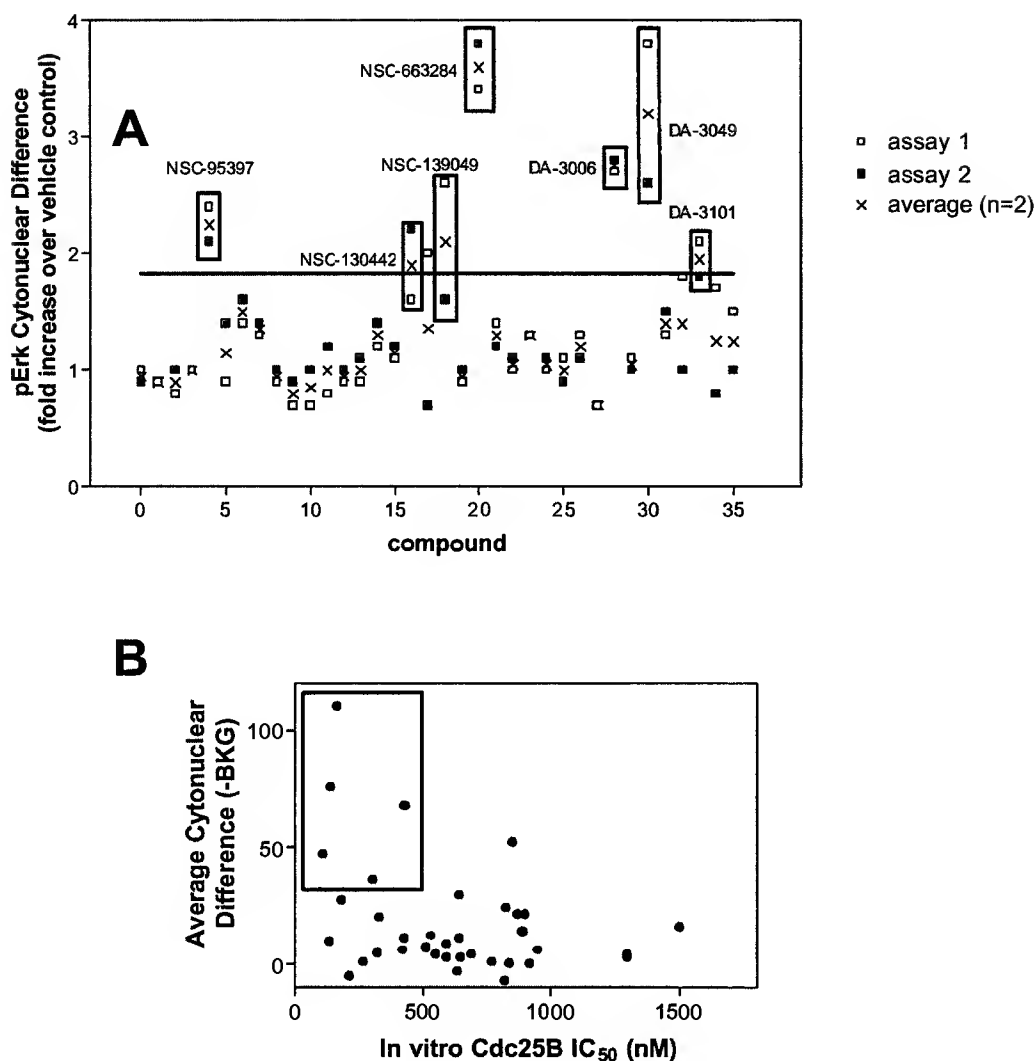 A
pErk Cytonuclear Difference
(fold increase over vehicle control)
4
3
2
1
0
NSC-663284
NSC-95397
NSC-139049
NSC-130442
DA-3006
DA-3049
DA-3101
0 5 10 15 20 25 30 35
compound
assay 1
assay 2
average (n=2)
B
Average Cytonuclear
Difference (-BKG)
100
50
0
0 500 1000 1500
In vitro Cdc25B IC50 (nM)